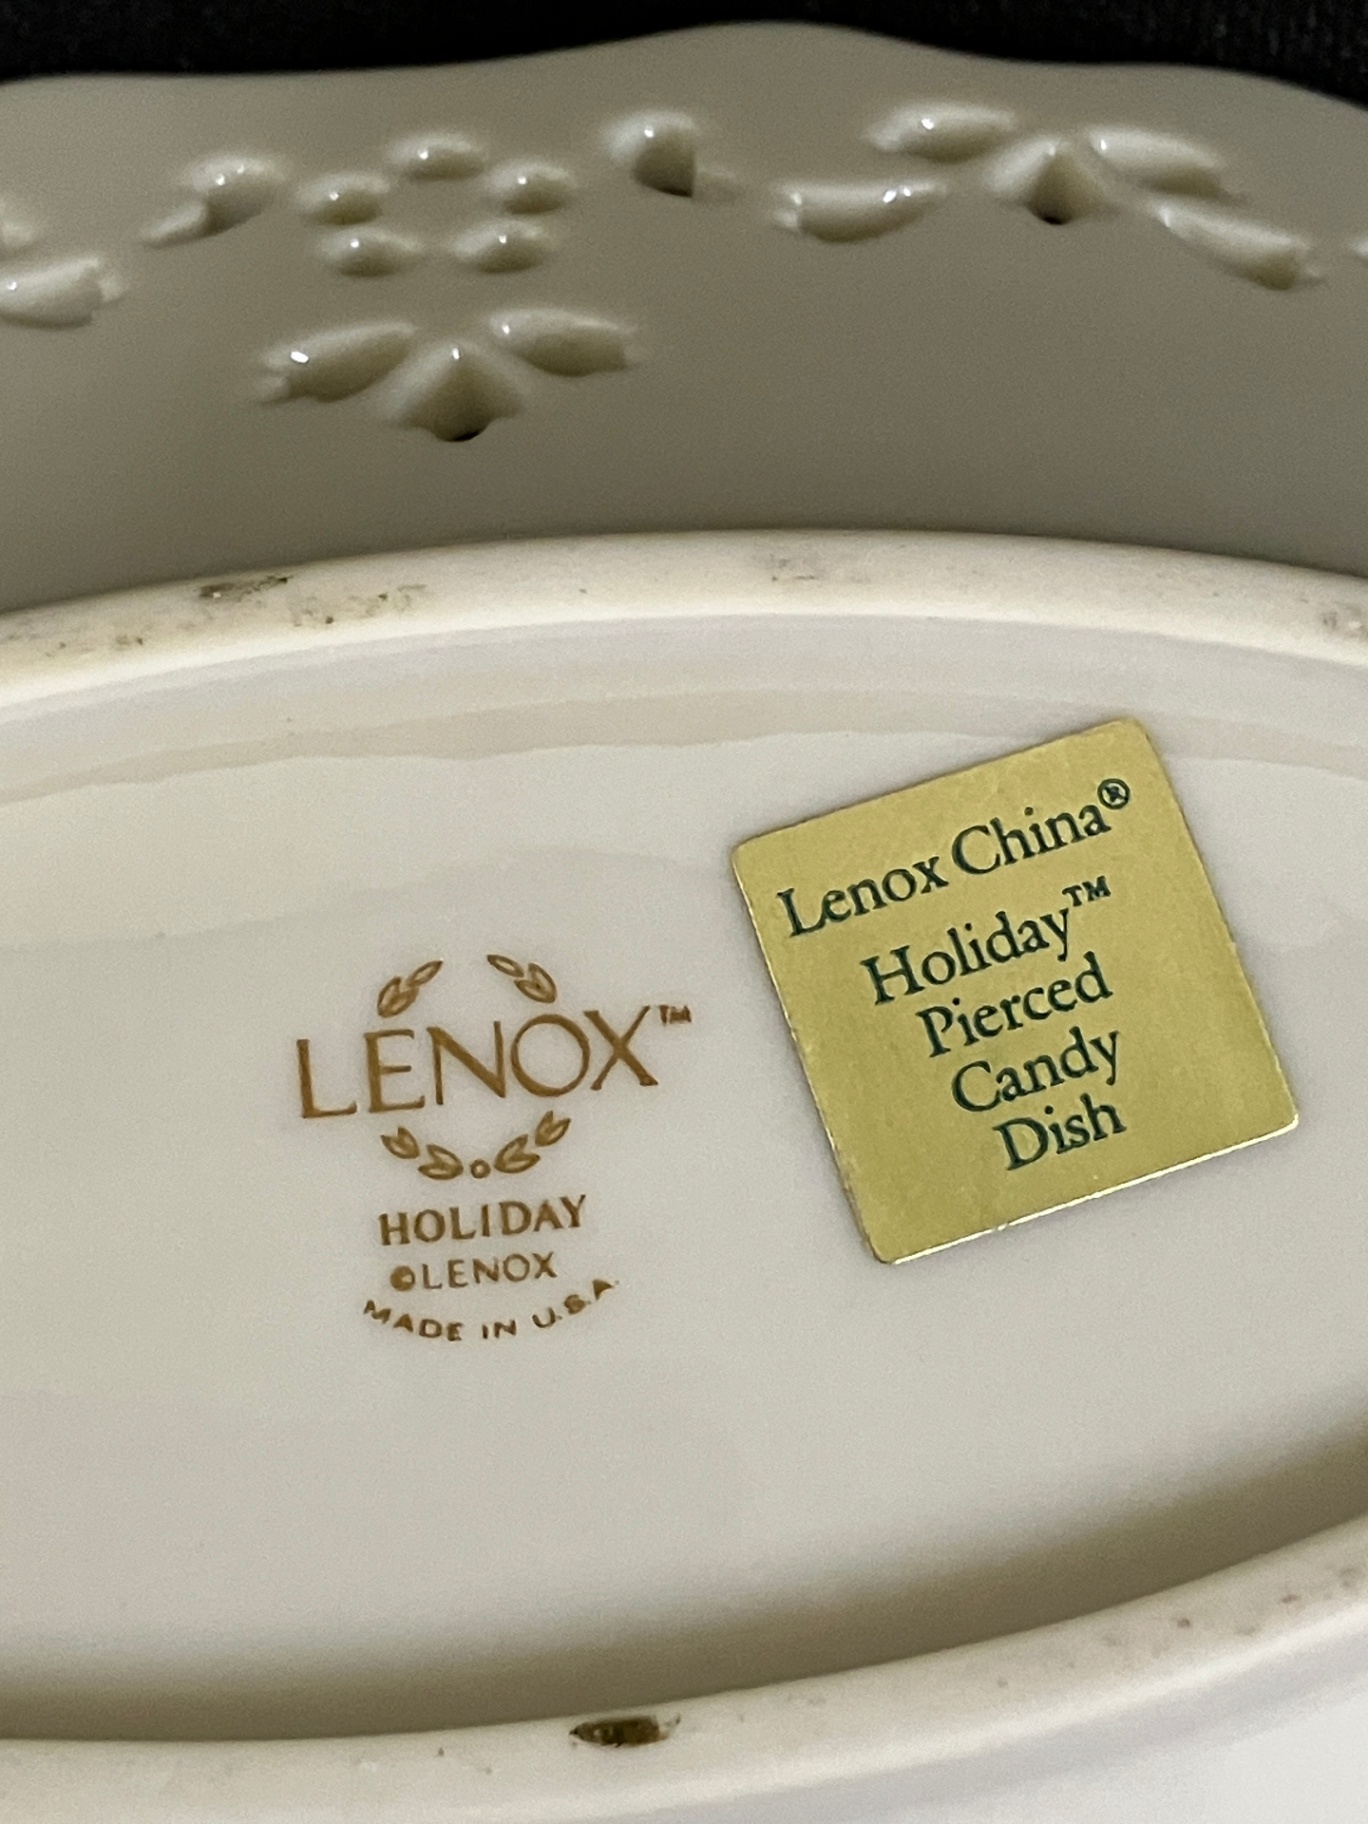 LENOX™
HOLIDAY
©LENOX
MADE IN U.S.A.
Lenox China®
Holiday™
Pierced
Candy
Dish